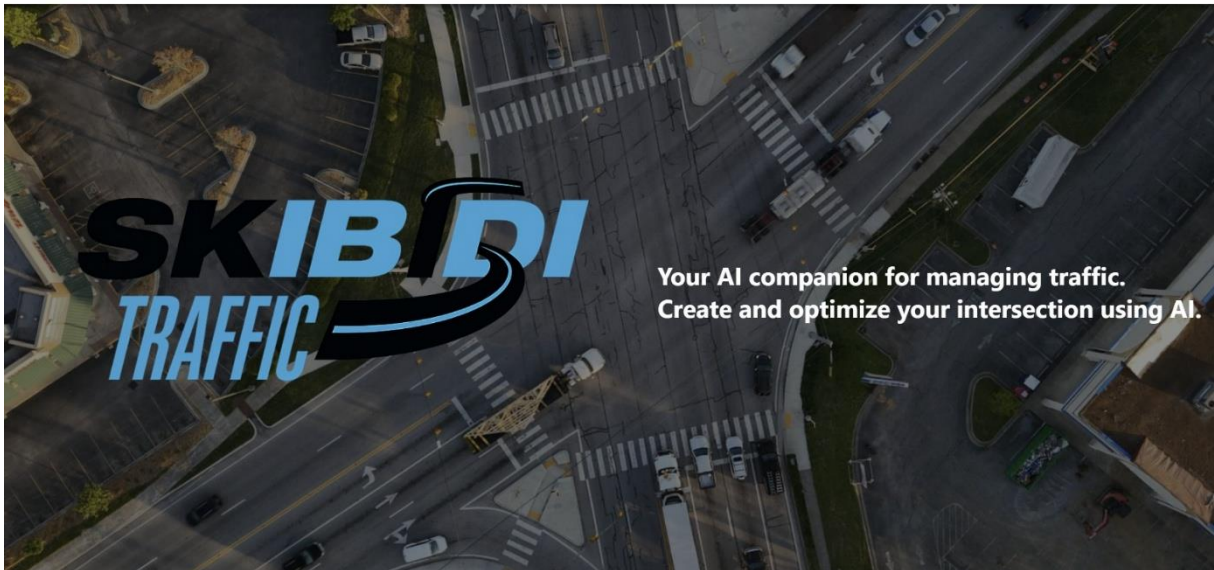 SKIBIDI
TRAFFIC
Your AI companion for managing traffic.
Create and optimize your intersection using AI.